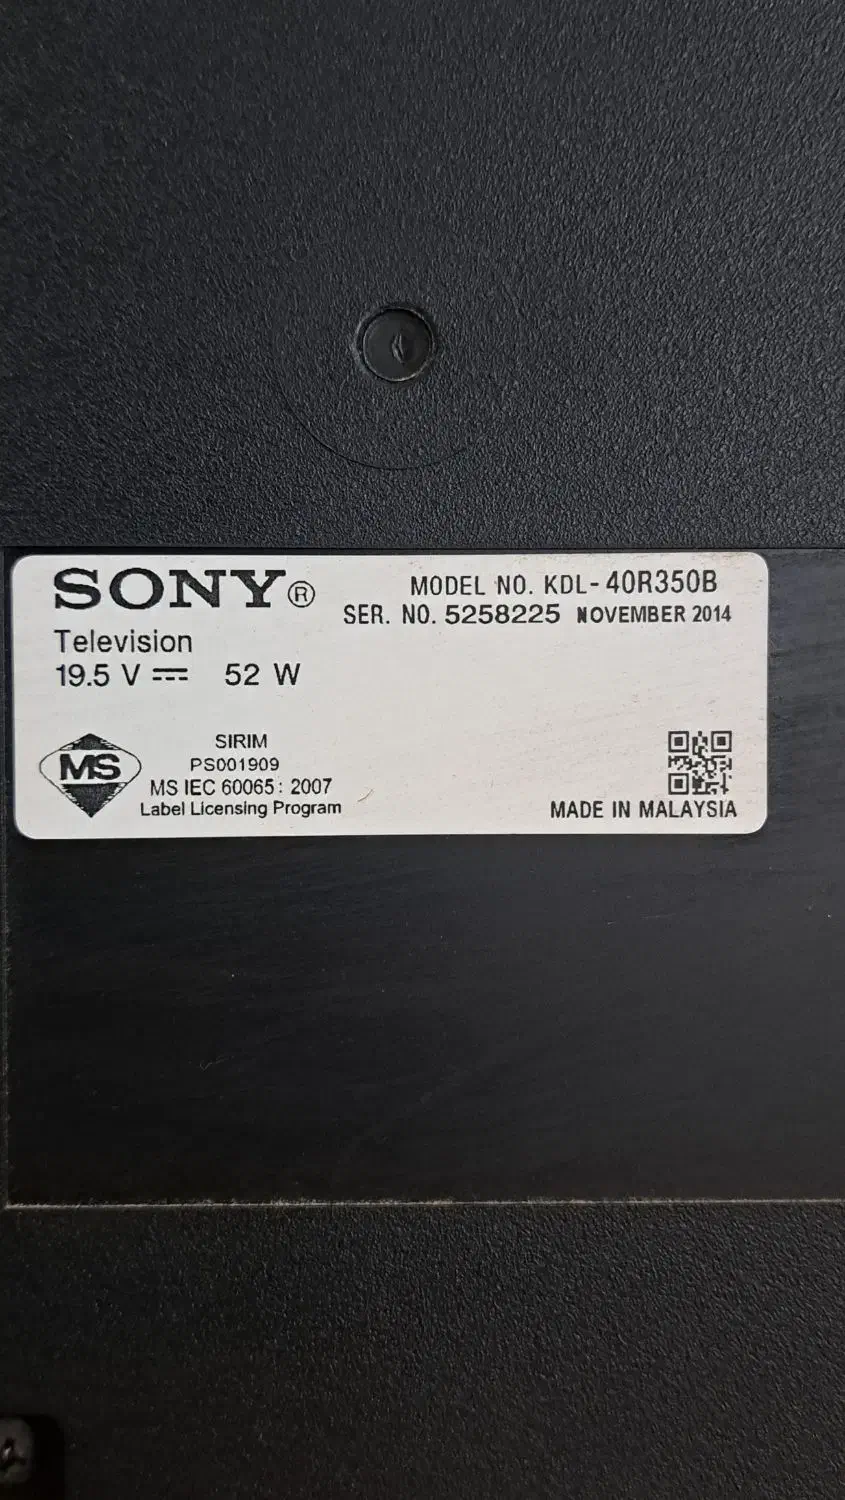 SONY®
MODEL NO. KDL-40R350B
SER. NO. 5258225 NOVEMBER 2014
Television
19.5 V ⎓ 52 W
MS
SIRIM
PS001909
MS IEC 60065: 2007
Label Licensing Program
MADE IN MALAYSIA